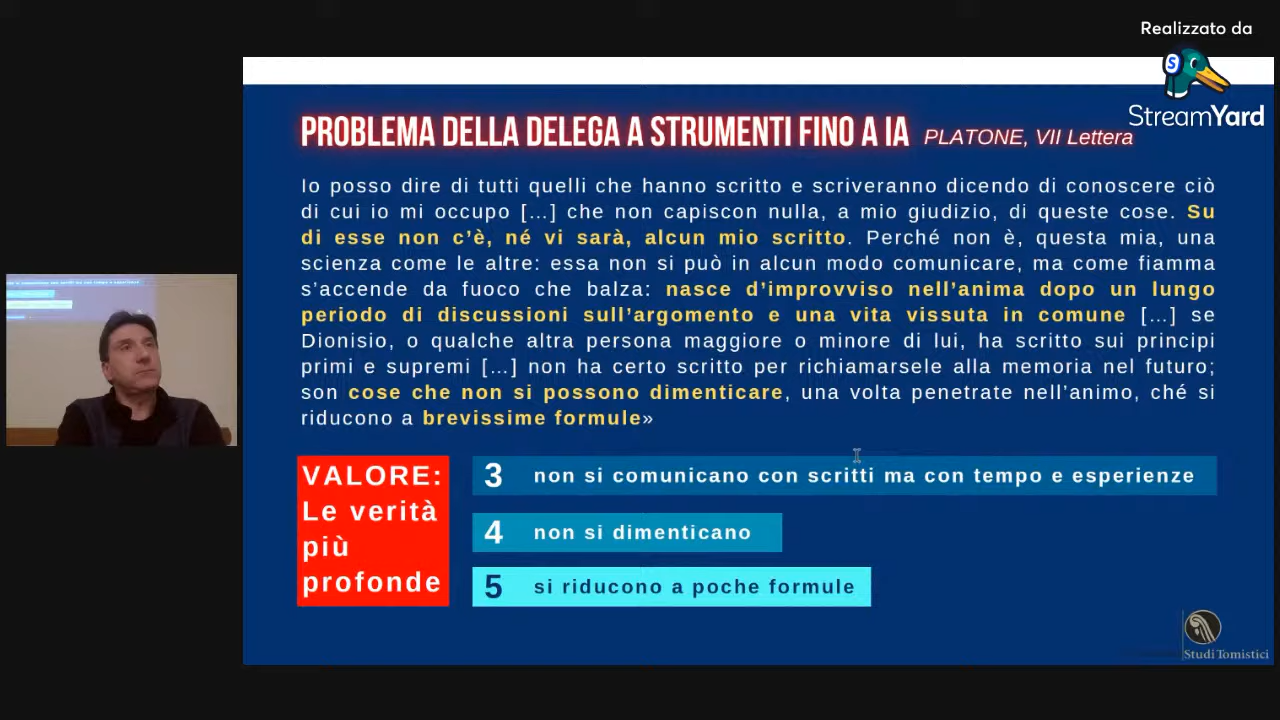 Realizzato da
StreamYard
PROBLEMA DELLA DELEGA A STRUMENTI FINO A IA PLATONE, VII Lettera
Io posso dire di tutti quelli che hanno scritto e scriveranno dicendo di conoscere ciò
di cui io mi occupo [...] che non capiscon nulla, a mio giudizio, di queste cose. Su
di esse non c’è, né vi sarà, alcun mio scritto. Perché non è, questa mia, una
scienza come le altre: essa non si può in alcun modo comunicare, ma come fiamma
s’accende da fuoco che balza: nasce d’improvviso nell’anima dopo un lungo
periodo di discussioni sull’argomento e una vita vissuta in comune [...] se
Dionisio, o qualche altra persona maggiore o minore di lui, ha scritto sui principi
primi e supremi [...] non ha certo scritto per richiamarsele alla memoria nel futuro;
son cose che non si possono dimenticare, una volta penetrate nell’animo, ché si
riducono a brevissime formule»
VALORE:
Le verità
più
profonde
3 non si comunicano con scritti ma con tempo e esperienze
4 non si dimenticano
5 si riducono a poche formule
Studi Tomistici